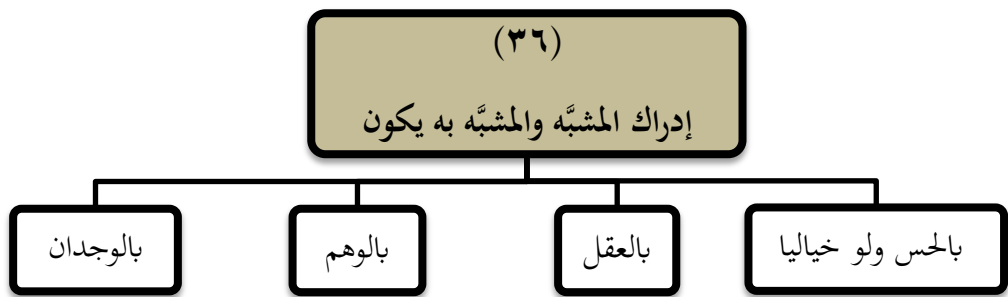 (٣٦)
إدراك المشبَّه والمشبَّه به يكون
بالحس ولو خياليا
بالعقل
بالوهم
بالوجدان